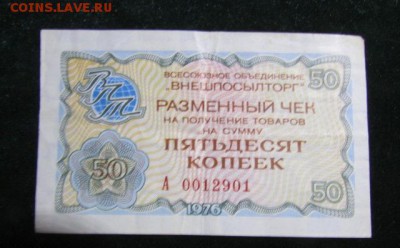 COINS.LAVE.RU
ВПТ
ВСЕСОЮЗНОЕ ОБЪЕДИНЕНИЕ
"ВНЕШПОСЫЛТОРГ"
50
РАЗМЕННЫЙ ЧЕК
НА ПОЛУЧЕНИЕ ТОВАРОВ
НА СУММУ
ПЯТЬДЕСЯТ
КОПЕЕК
50
А 0012901
50
1976